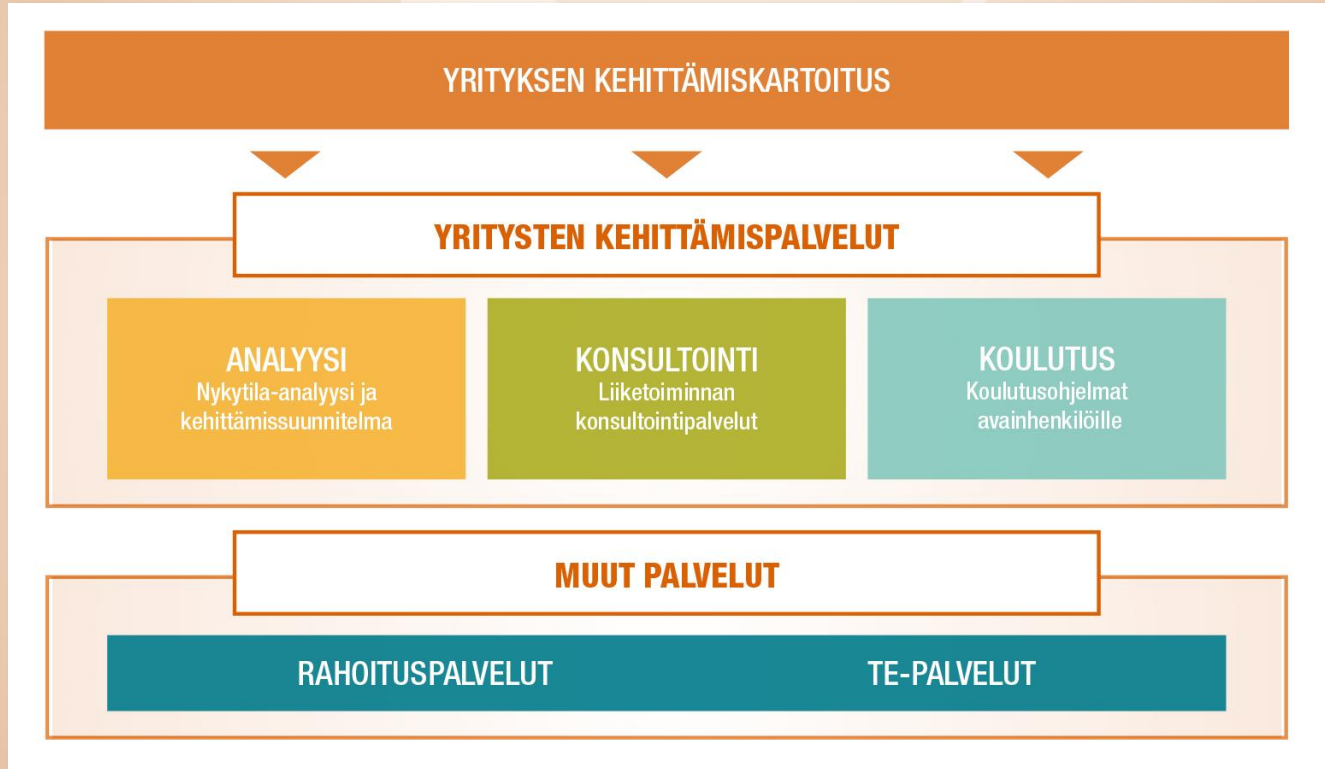 YRITYKSEN KEHITTÄMISKARTOITUS
YRITYSTEN KEHITTÄMISPALVELUT
ANALYYSI
Nykytila-analyysi ja
kehittämissuunnitelma
KONSULTOINTI
Liiketoiminnan
konsultointipalvelut
KOULUTUS
Koulutusohjelmat
avainhenkilöille
MUUT PALVELUT
RAHOITUSPALVELUT
TE-PALVELUT